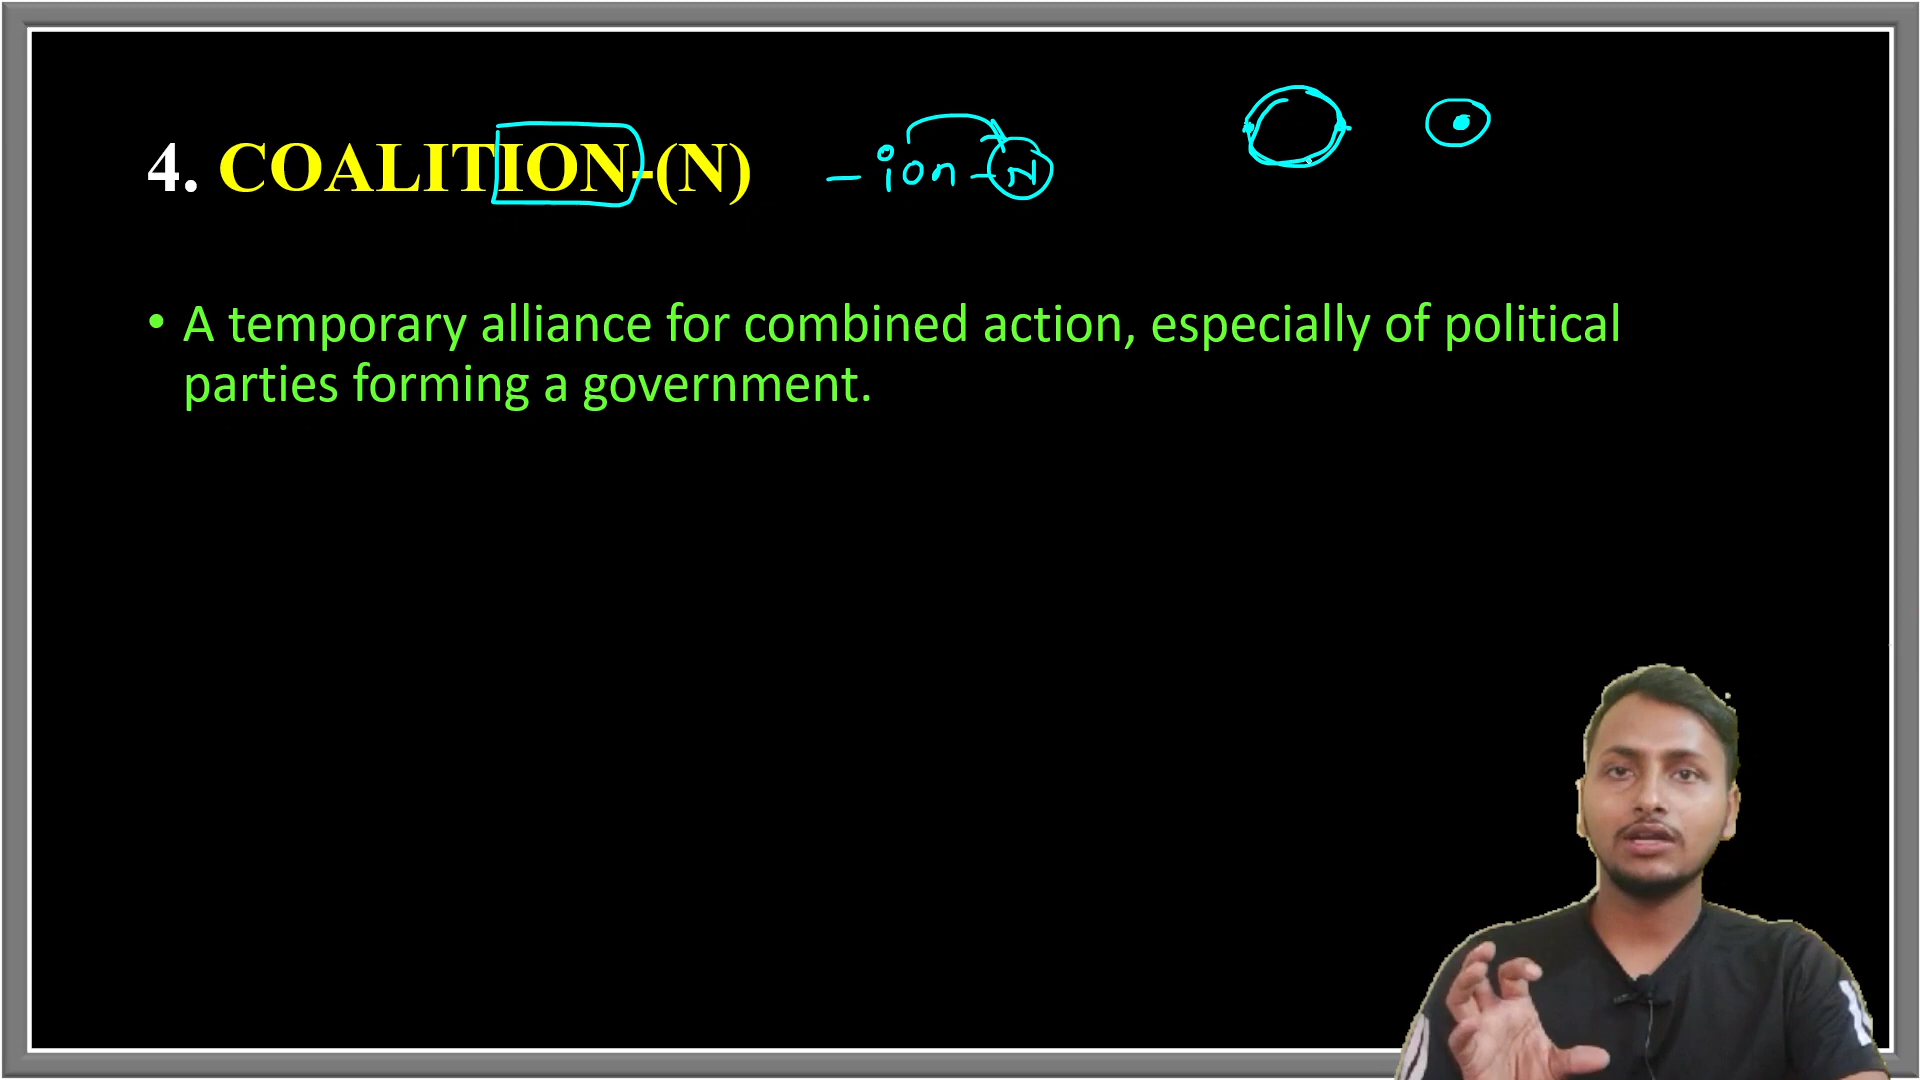 4. COALITION-(N) -ion-N
• A temporary alliance for combined action, especially of political
parties forming a government.